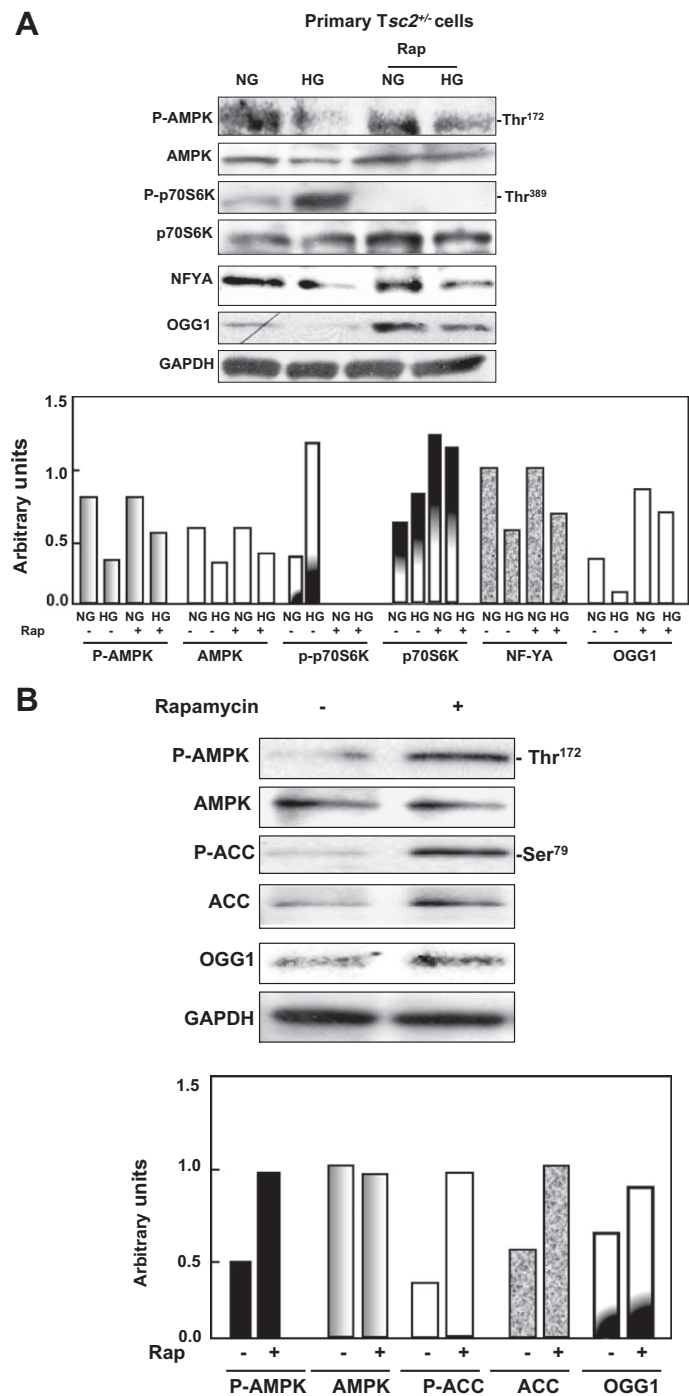 A
Primary Tsc2+/- cells
Rap
NG HG NG HG
P-AMPK -Thr172
AMPK
P-p70S6K - Thr389
p70S6K
NFYA
OGG1
GAPDH
Arbitrary units
1.5
1.0
0.5
0.0
NG HG NG HG NG HG NG HG NG HG NG HG NG HG NG HG NG HG NG HG NG HG NG HG
Rap - - + + - - + + - - + + - - + + - - + + - - + +
P-AMPK AMPK p-p70S6K p70S6K NF-YA OGG1
B
Rapamycin - +
P-AMPK - Thr172
AMPK
P-ACC -Ser79
ACC
OGG1
GAPDH
Arbitrary units
1.5
1.0
0.5
0.0
Rap - + - + - + - + - +
P-AMPK AMPK P-ACC ACC OGG1